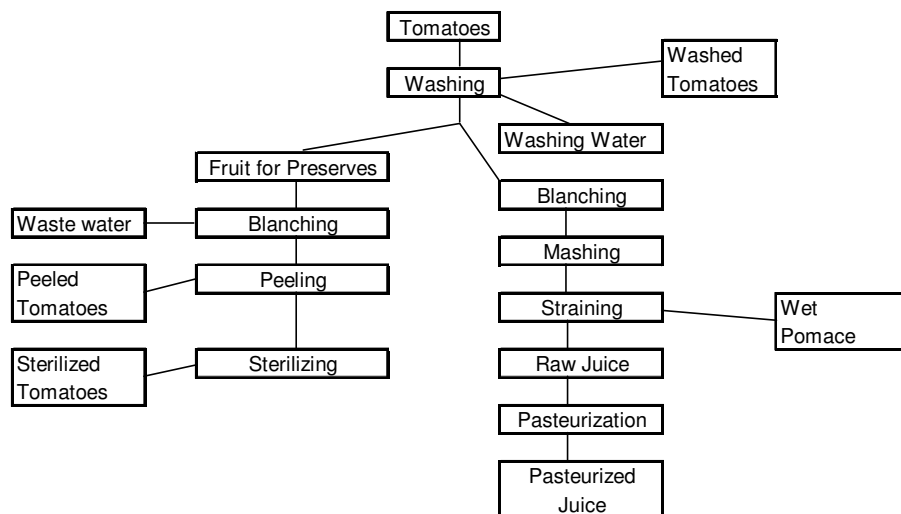 Tomatoes
Washed
Tomatoes
Washing
Washing Water
Fruit for Preserves
Blanching
Waste water
Blanching
Mashing
Peeled
Tomatoes
Peeling
Straining
Wet
Pomace
Sterilized
Tomatoes
Sterilizing
Raw Juice
Pasteurization
Pasteurized
Juice